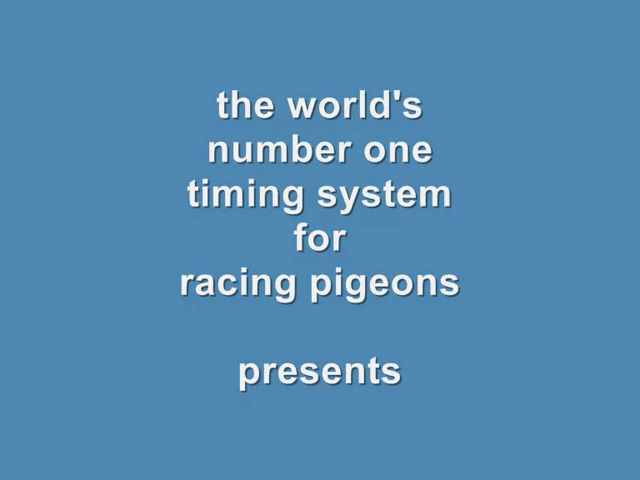 the world's
number one
timing system
for
racing pigeons
presents